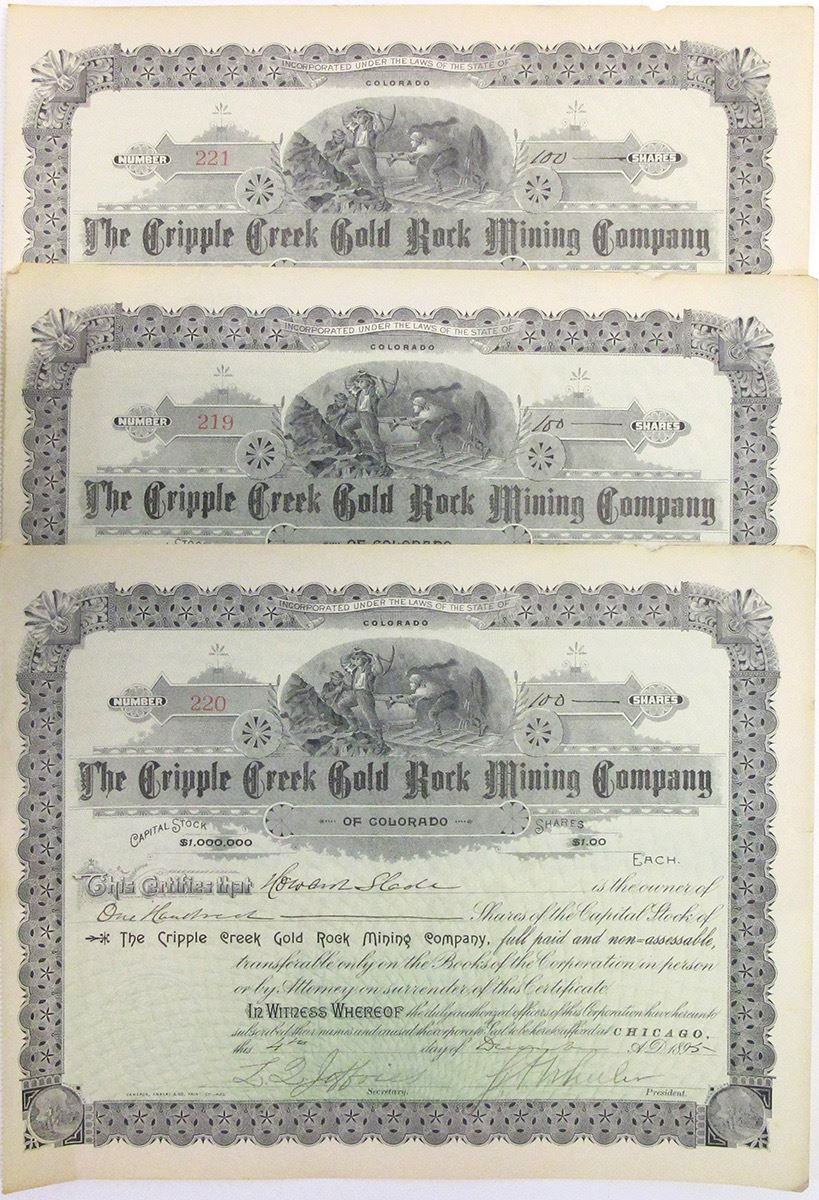 INCORPORATED UNDER THE LAWS OF THE STATE OF
COLORADO
NUMBER 221 100 SHARES
The Cripple Creek Gold Rock Mining Company
INCORPORATED UNDER THE LAWS OF THE STATE OF
COLORADO
NUMBER 219 100 SHARES
The Cripple Creek Gold Rock Mining Company
OF COLORADO
INCORPORATED UNDER THE LAWS OF THE STATE OF
COLORADO
NUMBER 220 100 SHARES
The Cripple Creek Gold Rock Mining Company
OF COLORADO
CAPITAL STOCK SHARES
$1,000,000 $1.00
EACH.
This Certifies that Howard Slade is the owner of
One Hundred Shares of the Capital Stock of
The Cripple Creek Gold Rock Mining Company, full paid and non=assessable,
transferable only on the Books of the Corporation in person
or by Attorney on surrender of this Certificate
IN WITNESS WHEREOF the duly authorized officers of this Corporation have hereunto
subscribed their names and caused the corporate Seal to be hereto affixed at CHICAGO.
this 4th day of December A.D. 1895
Wheeler
Secretary. President.